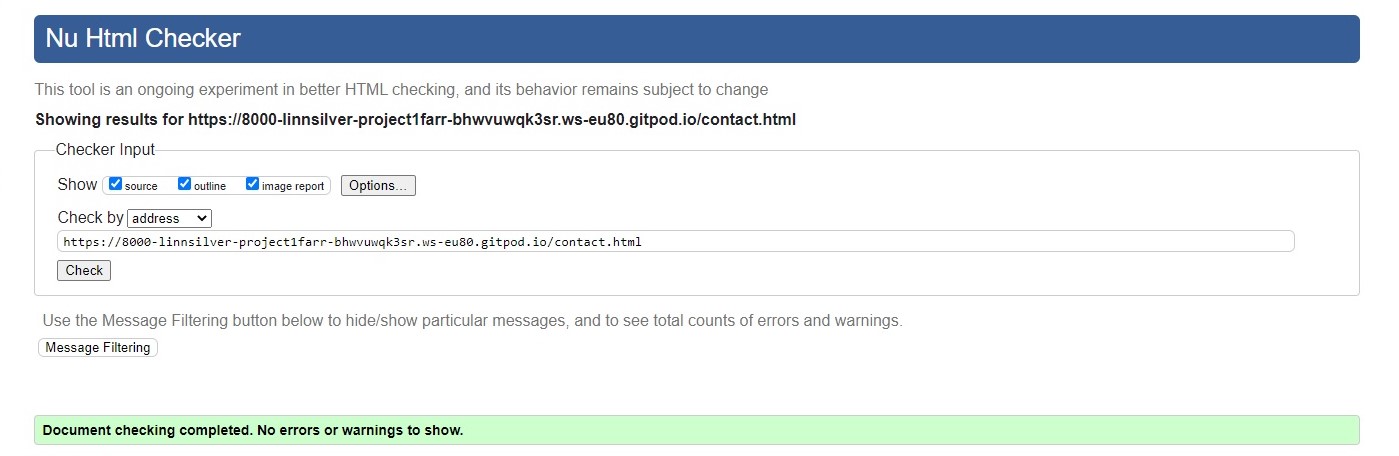 Nu Html Checker
This tool is an ongoing experiment in better HTML checking, and its behavior remains subject to change
Showing results for https://8000-linnsilver-project1farr-bhwvuwqk3sr.ws-eu80.gitpod.io/contact.html
Checker Input
Show source outline image report Options...
Check by address
https://8000-linnsilver-project1farr-bhwvuwqk3sr.ws-eu80.gitpod.io/contact.html
Check
Use the Message Filtering button below to hide/show particular messages, and to see total counts of errors and warnings.
Message Filtering
Document checking completed. No errors or warnings to show.